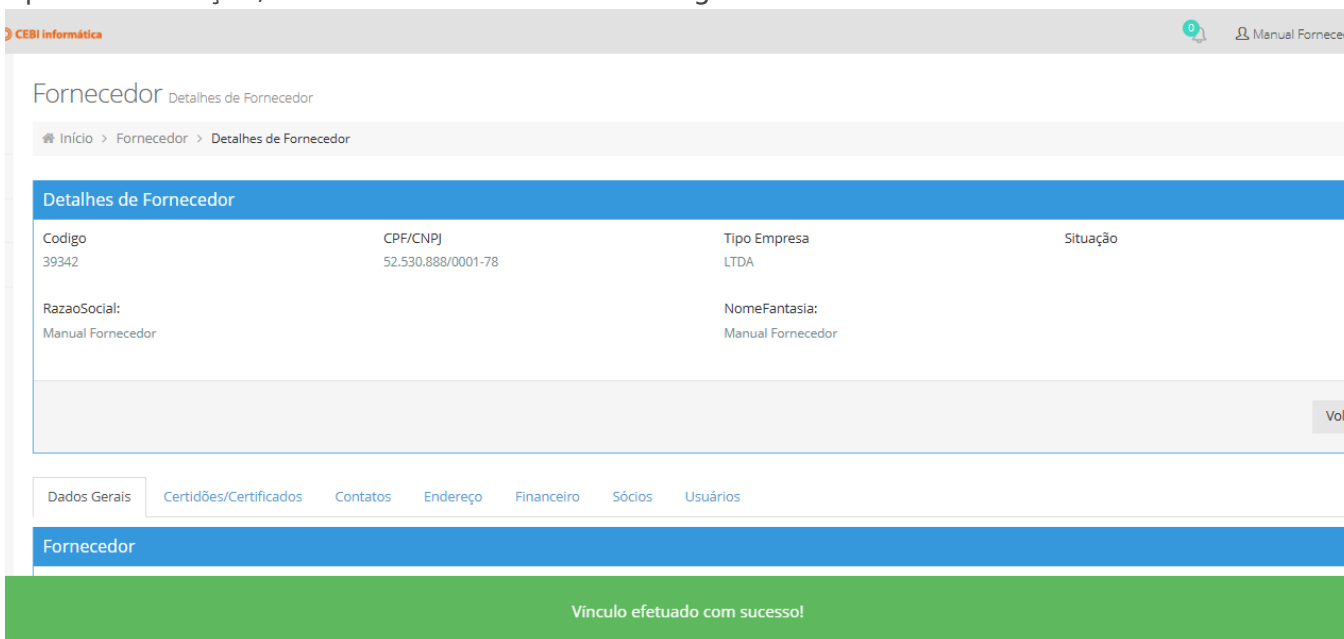 CEBI informática
0
Manual Fornece
Fornecedor Detalhes de Fornecedor
Início > Fornecedor > Detalhes de Fornecedor
Detalhes de Fornecedor
Codigo CPF/CNPJ Tipo Empresa Situação
39342 52.530.888/0001-78 LTDA
RazaoSocial: NomeFantasia:
Manual Fornecedor Manual Fornecedor
Vol
Dados Gerais Certidões/Certificados Contatos Endereço Financeiro Sócios Usuários
Fornecedor
Vínculo efetuado com sucesso!